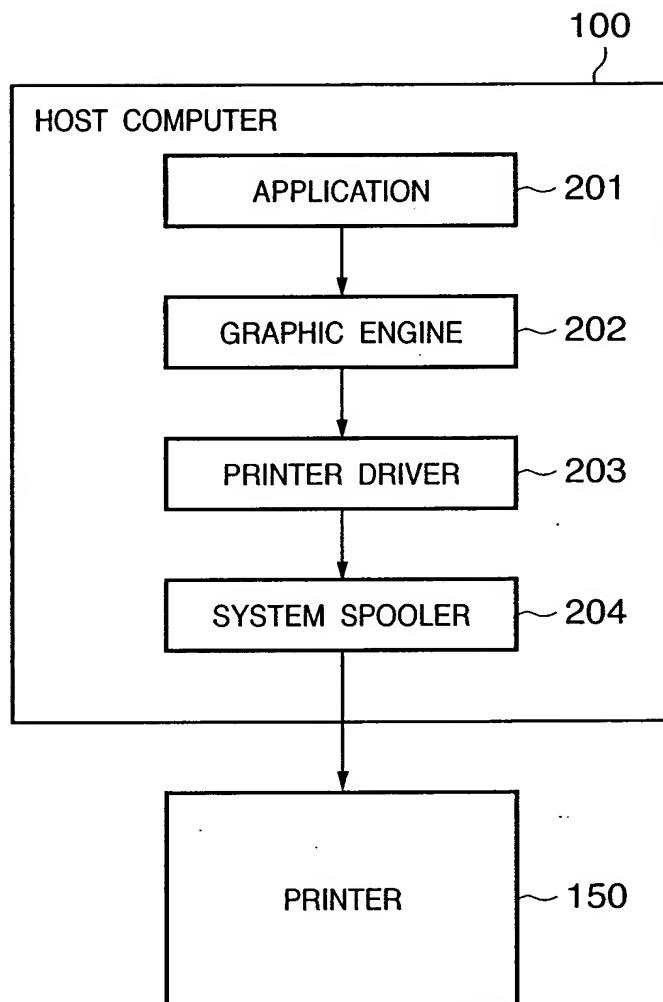 100
HOST COMPUTER
APPLICATION 201
GRAPHIC ENGINE 202
PRINTER DRIVER 203
SYSTEM SPOOLER 204
PRINTER 150